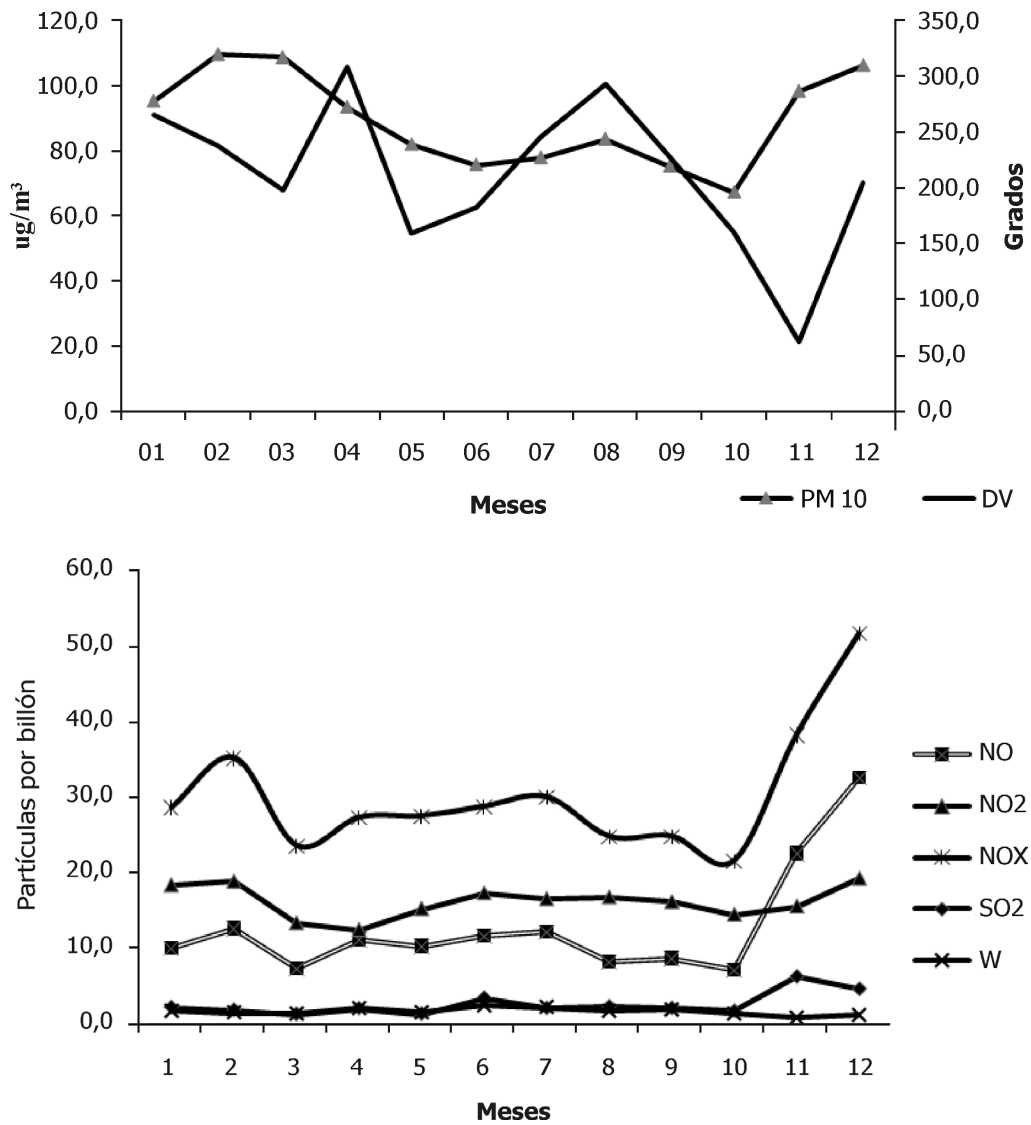 120,0
100,0
80,0
60,0
40,0
20,0
0,0
ug/m³
350,0
300,0
250,0
200,0
150,0
100,0
50,0
0,0
Grados
01 02 03 04 05 06 07 08 09 10 11 12
Meses
PM 10
DV
60,0
50,0
40,0
30,0
20,0
10,0
0,0
Partículas por billón
NO
NO2
NOX
SO2
W
1 2 3 4 5 6 7 8 9 10 11 12
Meses